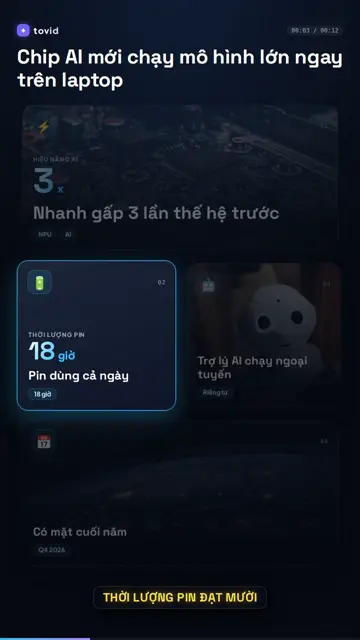 tovid
00:03 / 00:12
Chip AI mới chạy mô hình lớn ngay
trên laptop
HIỆU NĂNG AI
3 x
Nhanh gấp 3 lần thế hệ trước
NPU AI
02
THỜI LƯỢNG PIN
18 giờ
Pin dùng cả ngày
18 giờ
Trợ lý AI chạy ngoại
tuyến
Riêng tư
17
Có mặt cuối năm
Q4 2026
THỜI LƯỢNG PIN ĐẠT MƯỜI